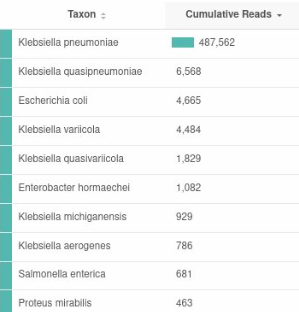 Taxon Cumulative Reads
Klebsiella pneumoniae 487,562
Klebsiella quasipneumoniae 6,568
Escherichia coli 4,665
Klebsiella variicola 4,484
Klebsiella quasivariicola 1,829
Enterobacter hormaechei 1,082
Klebsiella michiganensis 929
Klebsiella aerogenes 786
Salmonella enterica 681
Proteus mirabilis 463